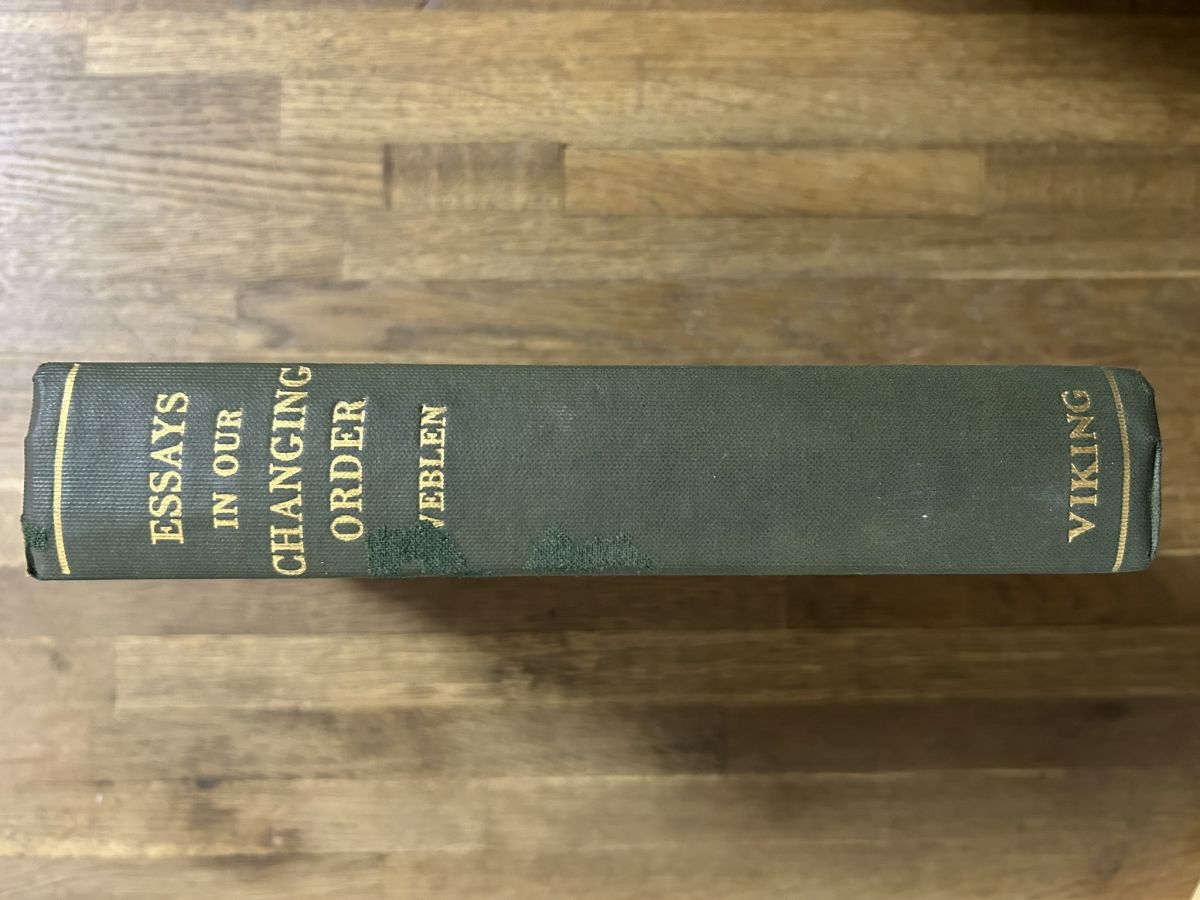 ESSAYS
IN OUR
CHANGING
ORDER
VEBLEN
VIKING